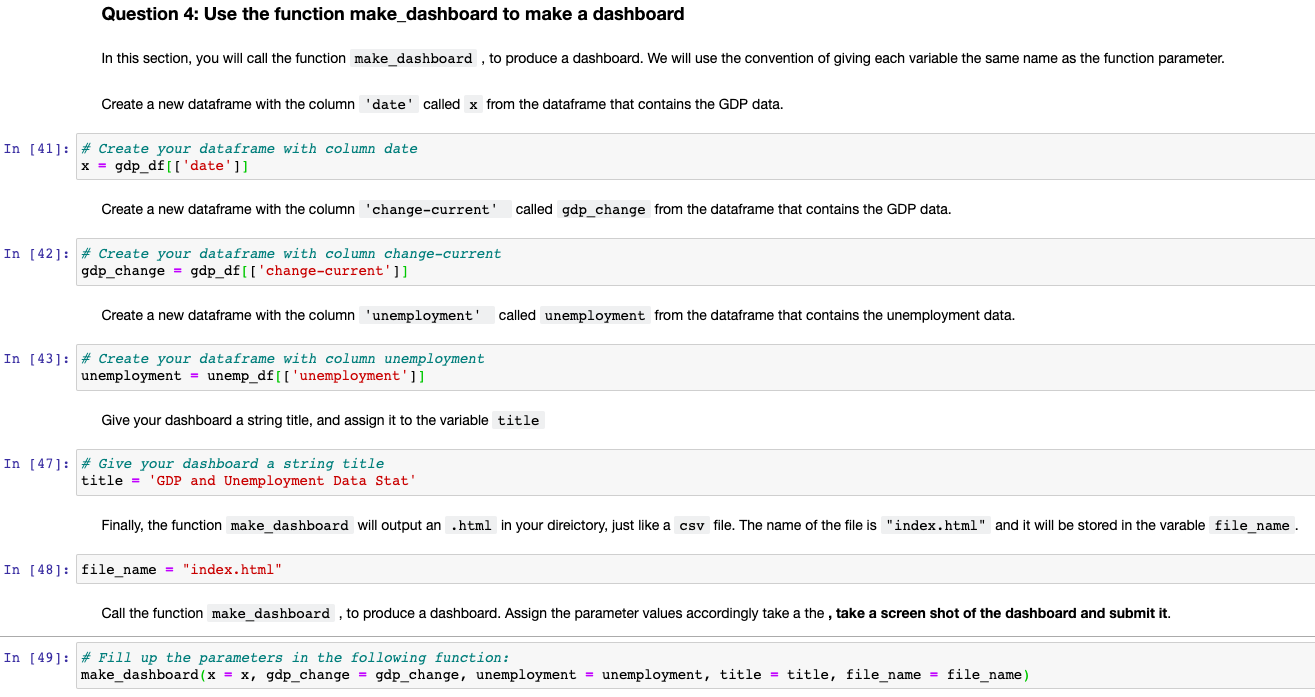 Question 4: Use the function make_dashboard to make a dashboard
In this section, you will call the function make_dashboard , to produce a dashboard. We will use the convention of giving each variable the same name as the function parameter.
Create a new dataframe with the column 'date' called x from the dataframe that contains the GDP data.
In [41]: # Create your dataframe with column date
x = gdp_df[['date']]
Create a new dataframe with the column 'change-current' called gdp_change from the dataframe that contains the GDP data.
In [42]: # Create your dataframe with column change-current
gdp_change = gdp_df[['change-current']]
Create a new dataframe with the column 'unemployment' called unemployment from the dataframe that contains the unemployment data.
In [43]: # Create your dataframe with column unemployment
unemployment = unemp_df[['unemployment']]
Give your dashboard a string title, and assign it to the variable title
In [47]: # Give your dashboard a string title
title = 'GDP and Unemployment Data Stat'
Finally, the function make_dashboard will output an .html in your direictory, just like a csv file. The name of the file is "index.html" and it will be stored in the varable file_name .
In [48]: file_name = "index.html"
Call the function make_dashboard , to produce a dashboard. Assign the parameter values accordingly take a the , take a screen shot of the dashboard and submit it.
In [49]: # Fill up the parameters in the following function:
make_dashboard(x = x, gdp_change = gdp_change, unemployment = unemployment, title = title, file_name = file_name)